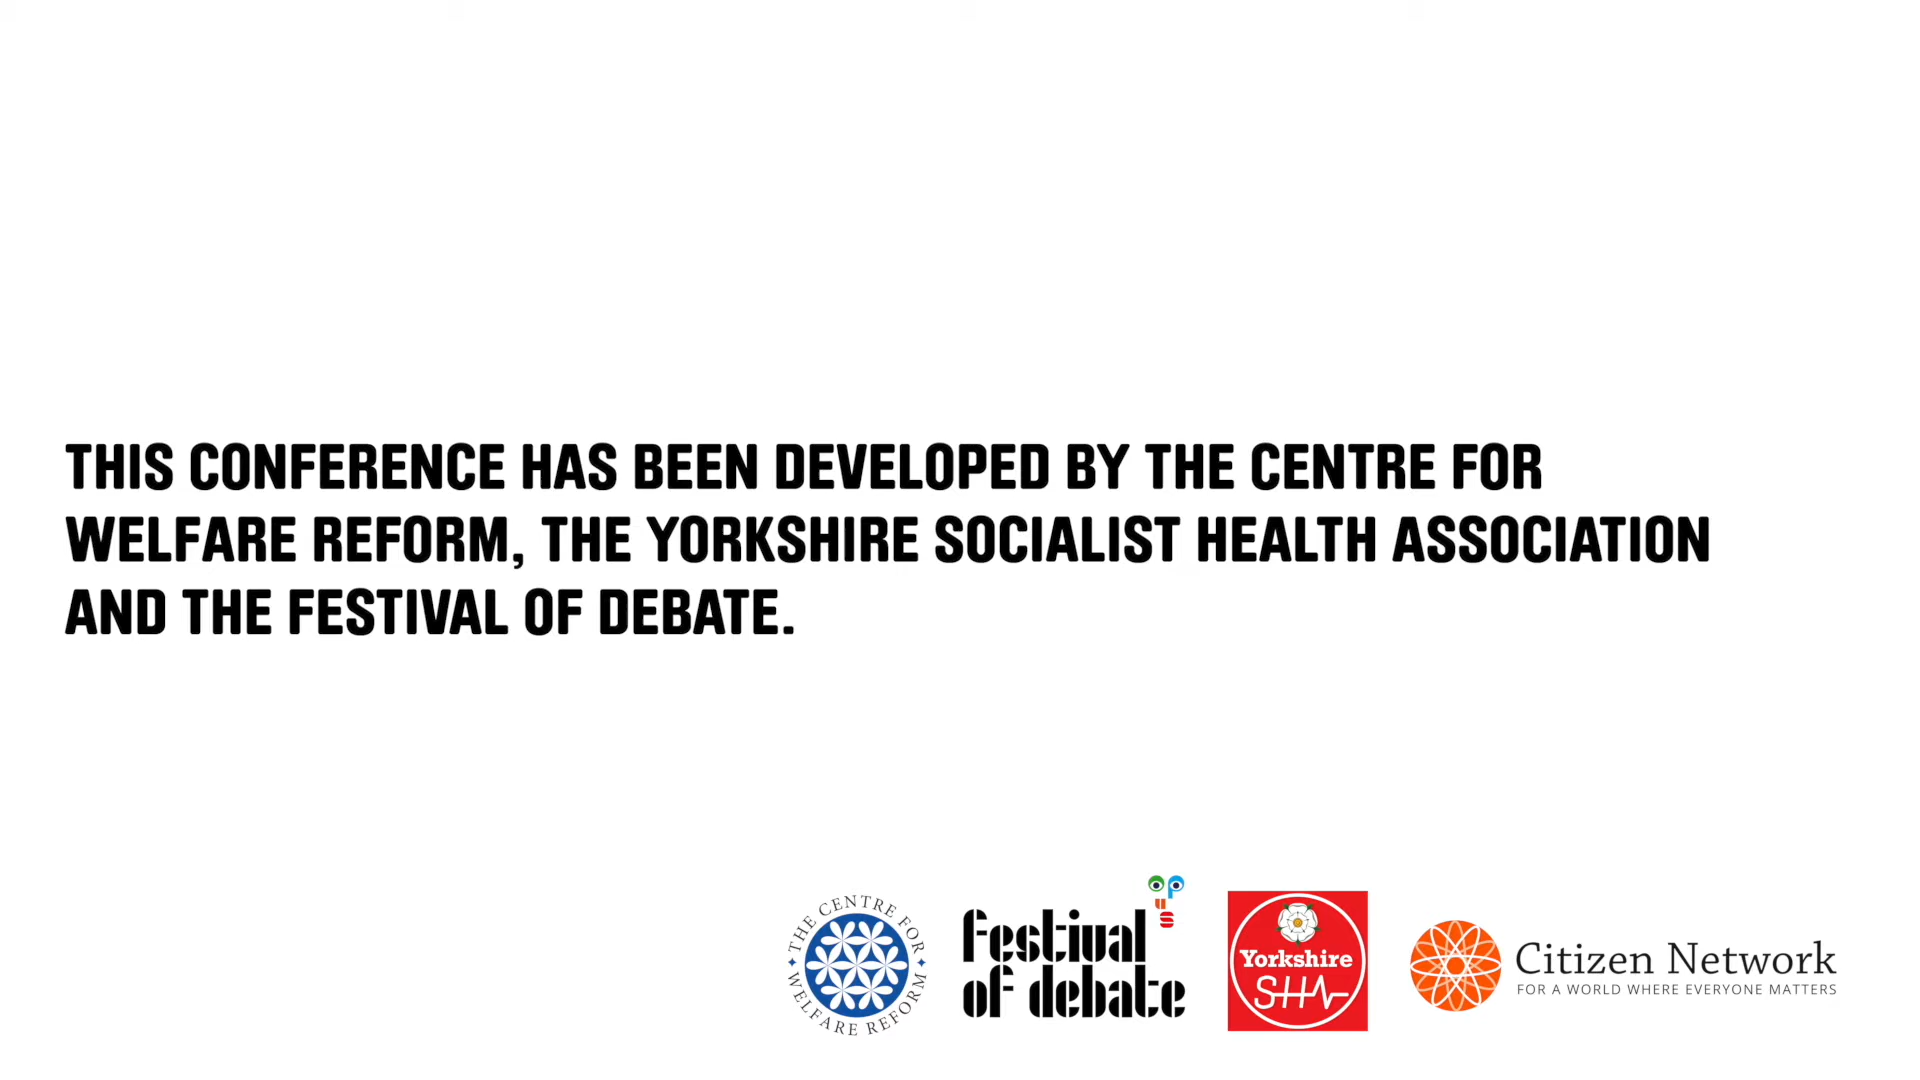 THIS CONFERENCE HAS BEEN DEVELOPED BY THE CENTRE FOR
WELFARE REFORM, THE YORKSHIRE SOCIALIST HEALTH ASSOCIATION
AND THE FESTIVAL OF DEBATE.
THE CENTRE FOR
WELFARE REFORM
festival
of debate
opus
Yorkshire
SHA
Citizen Network
FOR A WORLD WHERE EVERYONE MATTERS